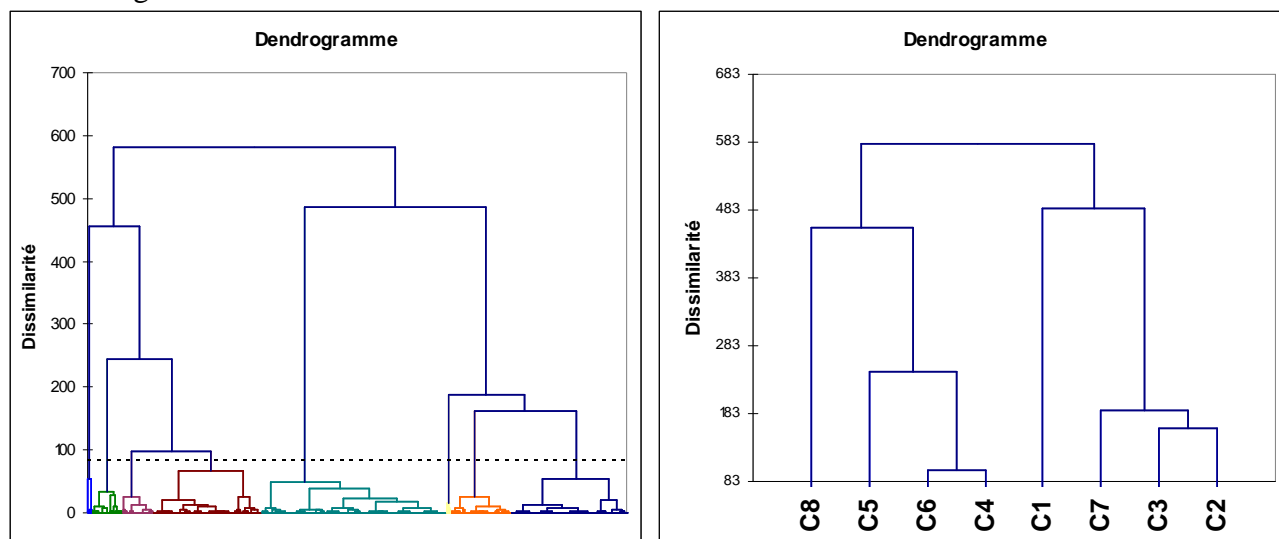 Dendrogramme
700
600
500
400
300
200
100
0
Dissimilarité
Dendrogramme
683
583
483
383
283
183
83
Dissimilarité
C8
C5
C6
C4
C1
C7
C3
C2